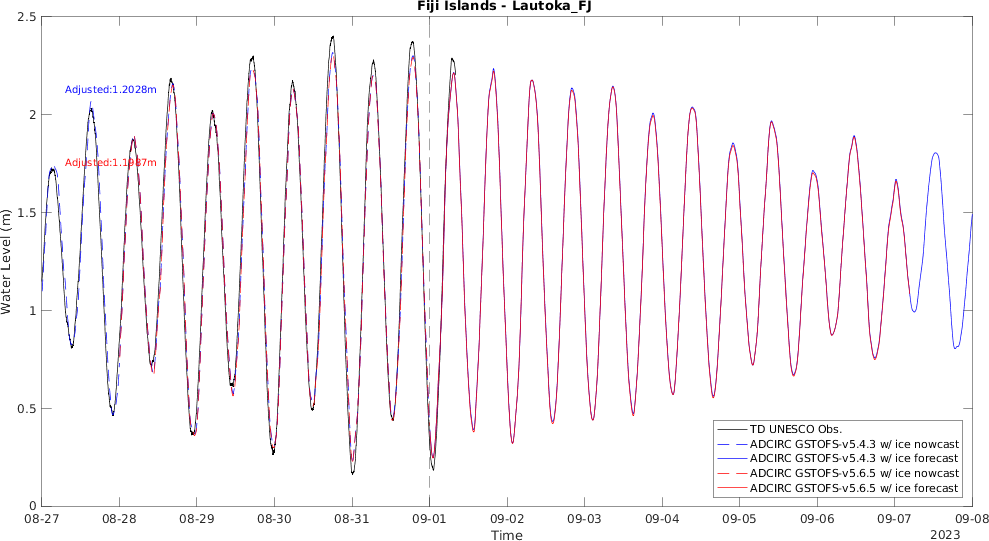 Fiji Islands - Lautoka_FJ
2.5
2
1.5
1
0.5
0
Water Level (m)
Adjusted:1.2028m
Adjusted:1.1987m
TD UNESCO Obs.
ADCIRC GSTOFS-v5.4.3 w/ ice nowcast
ADCIRC GSTOFS-v5.4.3 w/ ice forecast
ADCIRC GSTOFS-v5.6.5 w/ ice nowcast
ADCIRC GSTOFS-v5.6.5 w/ ice forecast
08-27 08-28 08-29 08-30 08-31 09-01 09-02 09-03 09-04 09-05 09-06 09-07 09-08
Time
2023